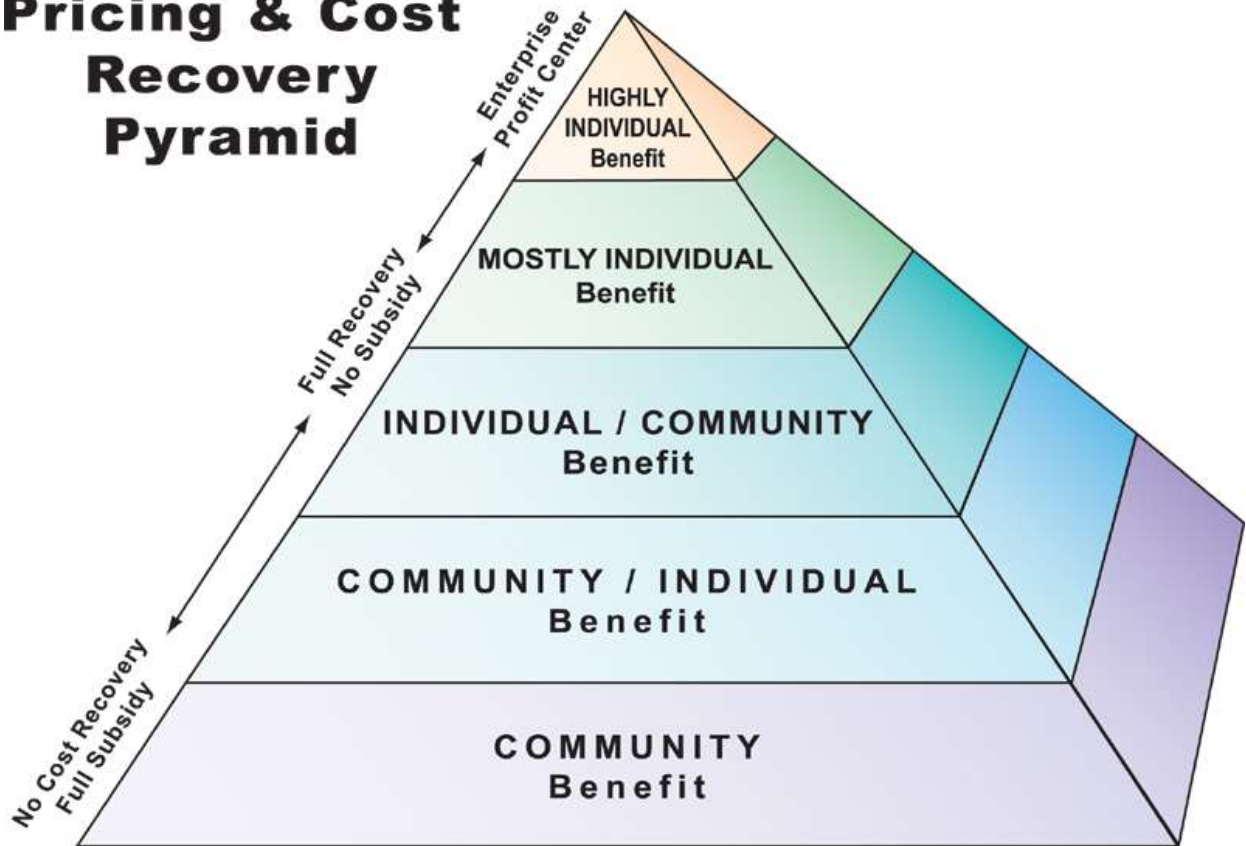 Pricing & Cost
Recovery
Pyramid
Enterprise
Profit Center
HIGHLY
INDIVIDUAL
Benefit
Full Recovery
No Subsidy
MOSTLY INDIVIDUAL
Benefit
INDIVIDUAL / COMMUNITY
Benefit
COMMUNITY / INDIVIDUAL
Benefit
No Cost Recovery
Full Subsidy
COMMUNITY
Benefit